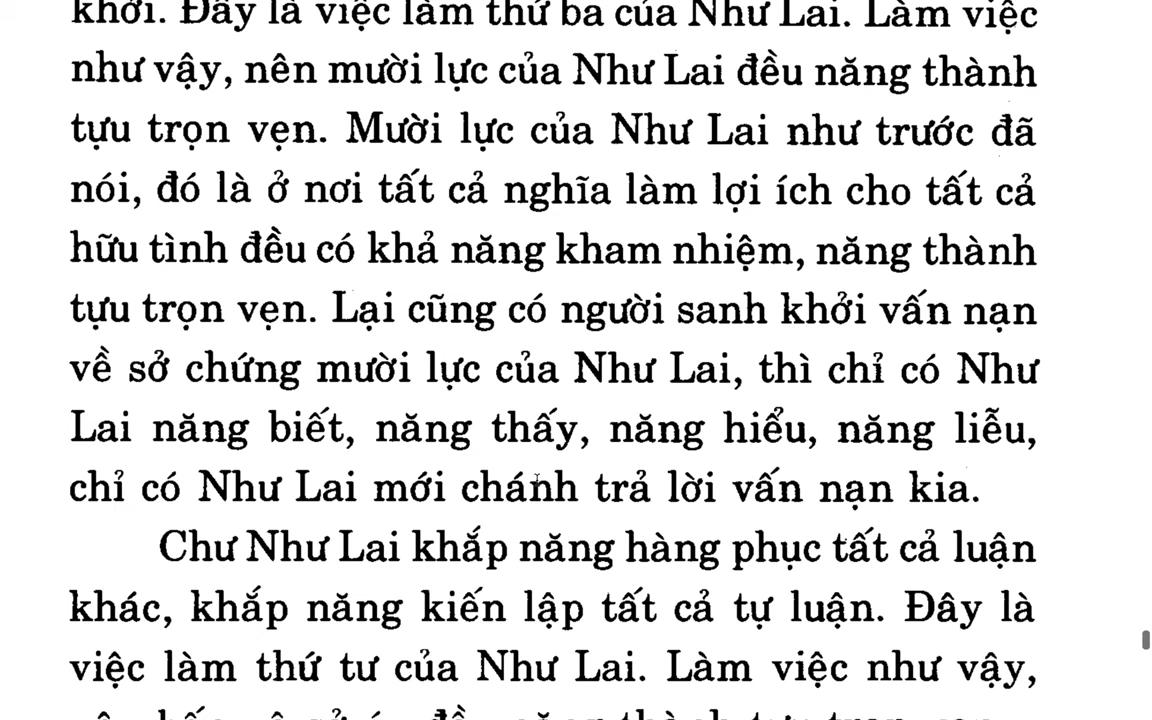 khởi. Đây là việc làm thứ ba của Như Lai. Làm việc
như vậy, nên mười lực của Như Lai đều năng thành
tựu trọn vẹn. Mười lực của Như Lai như trước đã
nói, đó là ở nơi tất cả nghĩa làm lợi ích cho tất cả
hữu tình đều có khả năng kham nhiệm, năng thành
tựu trọn vẹn. Lại cũng có người sanh khởi vấn nạn
về sở chứng mười lực của Như Lai, thì chỉ có Như
Lai năng biết, năng thấy, năng hiểu, năng liễu,
chỉ có Như Lai mới chánh trả lời vấn nạn kia.
Chư Như Lai khắp năng hàng phục tất cả luận
khác, khắp năng kiến lập tất cả tự luận. Đây là
việc làm thứ tư của Như Lai. Làm việc như vậy,